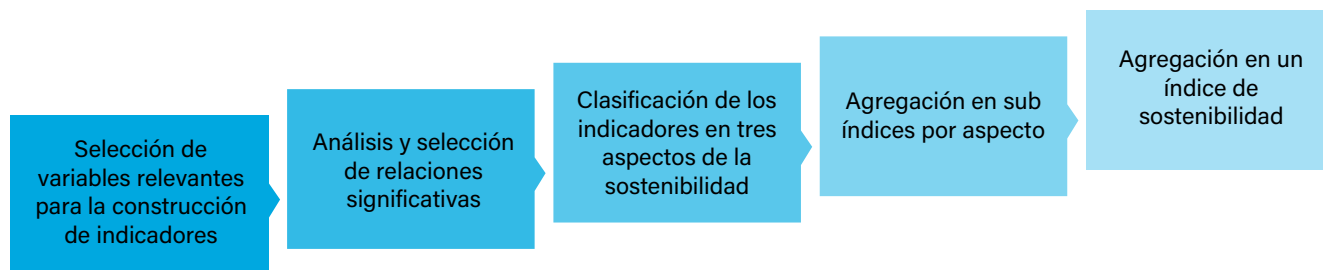 Selección de
variables relevantes
para la construcción
de indicadores
Análisis y selección
de relaciones
significativas
Clasificación de los
indicadores en tres
aspectos de la
sostenibilidad
Agregación en sub
índices por aspecto
Agregación en un
índice de
sostenibilidad